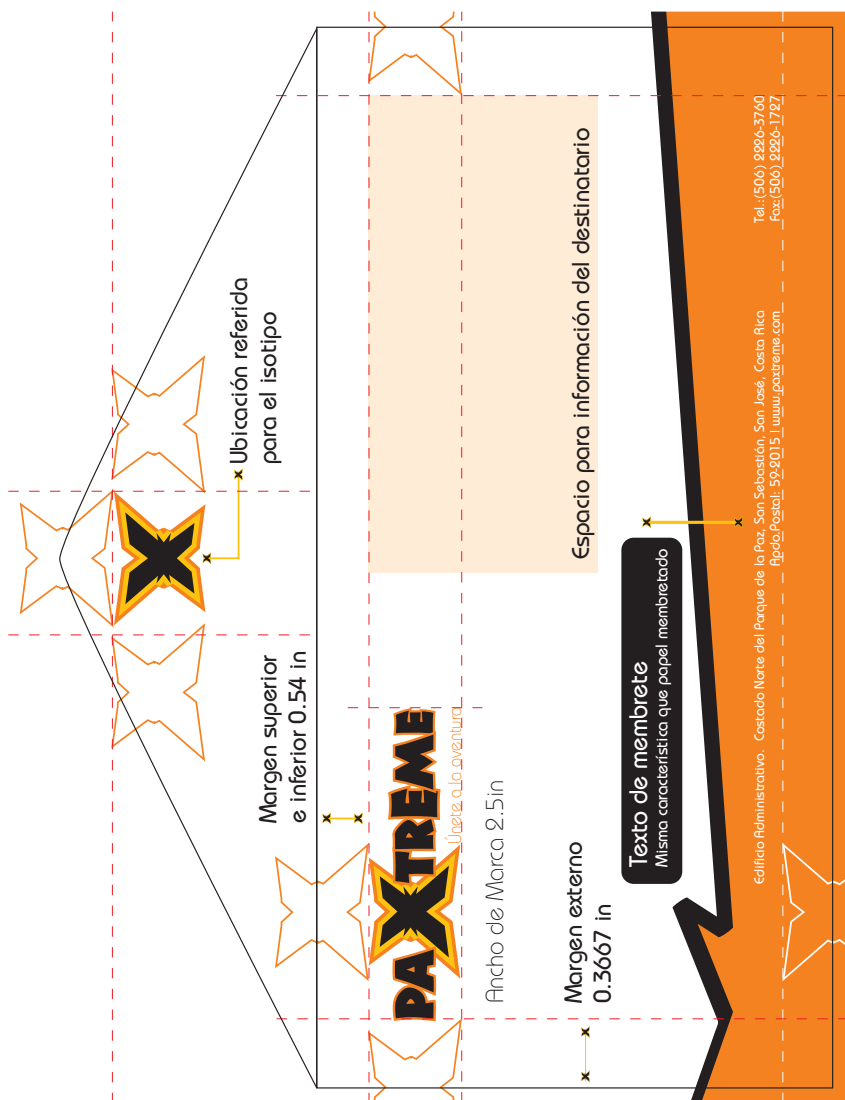 Ubicación referida
para el isotipo
Margen superior
e inferior 0.54 in
PAXTREME
Únete a la aventura
Ancho de Marca 2.5in
Espacio para información del destinatario
Margen externo
0.3667 in
Texto de membrete
Misma característica que papel membretado
Edificio Administrativo. Costado Norte del Parque de la Paz, San Sebastián, San José, Costa Rica
Apdo.Postal: 59-2015 | www.paxtreme.com
Tel.:(506) 2226-3760
Fax:(506) 2226-1727